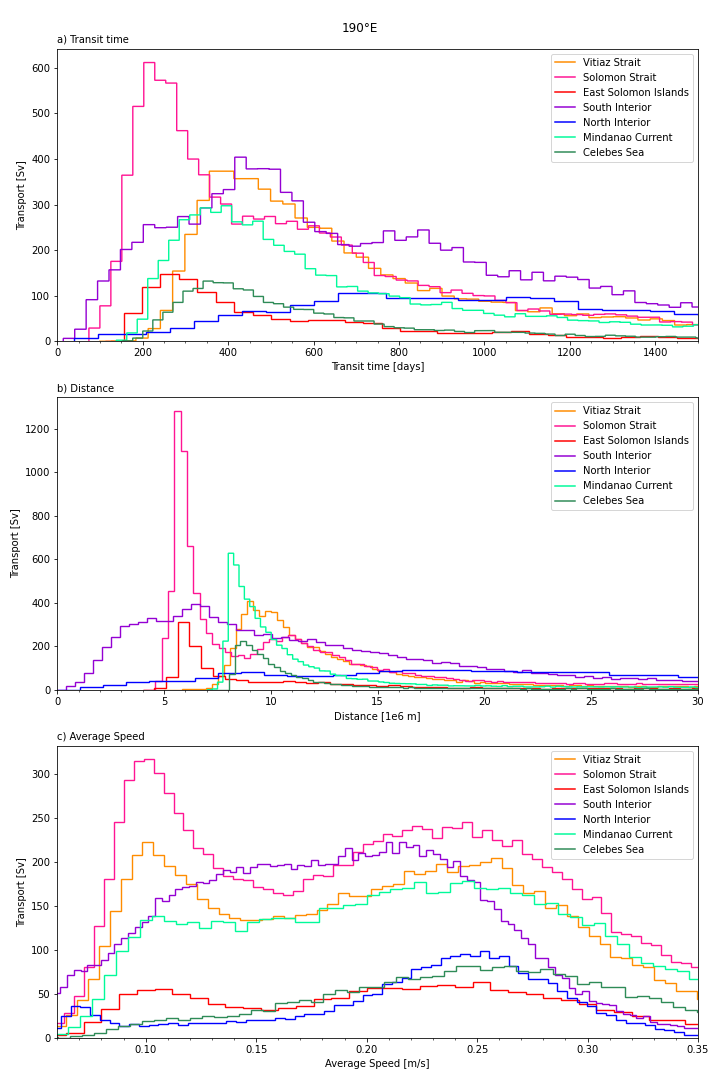 190°E
a) Transit time
Transport [Sv]
600
500
400
300
200
100
0
Vitiaz Strait
Solomon Strait
East Solomon Islands
South Interior
North Interior
Mindanao Current
Celebes Sea
0 200 400 600 800 1000 1200 1400
Transit time [days]
b) Distance
Transport [Sv]
1200
1000
800
600
400
200
0
Vitiaz Strait
Solomon Strait
East Solomon Islands
South Interior
North Interior
Mindanao Current
Celebes Sea
0 5 10 15 20 25 30
Distance [1e6 m]
c) Average Speed
Transport [Sv]
300
250
200
150
100
50
0
Vitiaz Strait
Solomon Strait
East Solomon Islands
South Interior
North Interior
Mindanao Current
Celebes Sea
0.10 0.15 0.20 0.25 0.30 0.35
Average Speed [m/s]